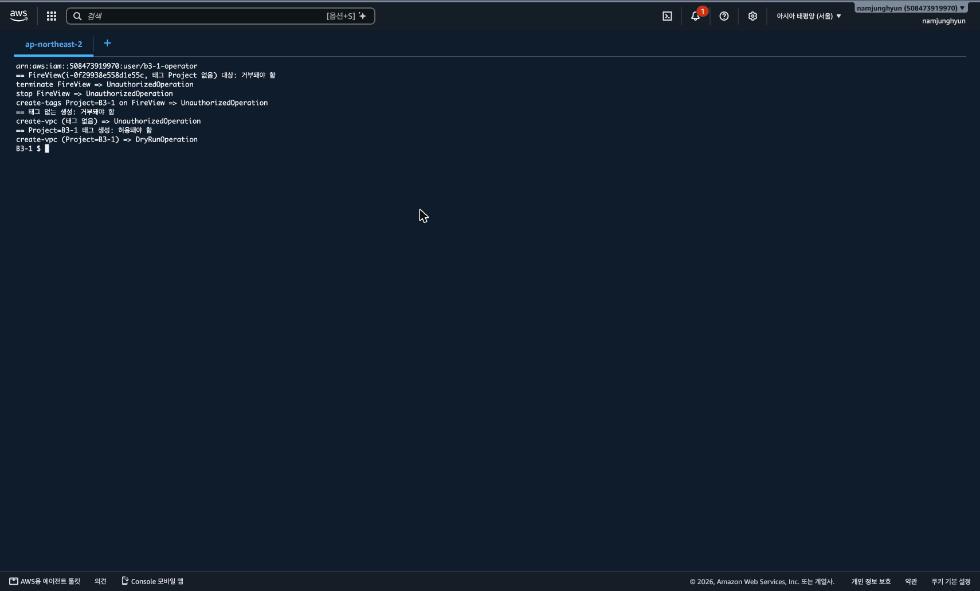 aws
검색
[옵션+S]
1
아시아 태평양 (서울) ▼
namjunghyun (508473919970) ▼
namjunghyun
ap-northeast-2
+
arn:aws:iam::508473919970:user/b3-1-operator
== FireView(i-0f29938e558d1e55c, 태그 Project 없음) 대상: 거부돼야 함
terminate FireView => UnauthorizedOperation
stop FireView => UnauthorizedOperation
create-tags Project=B3-1 on FireView => UnauthorizedOperation
== 태그 없는 생성: 거부돼야 함
create-vpc (태그 없음) => UnauthorizedOperation
== Project=B3-1 태그 생성: 허용돼야 함
create-vpc (Project=B3-1) => DryRunOperation
B3-1 $
AWS용 에이전트 툴킷
의견
Console 모바일 앱
© 2026, Amazon Web Services, Inc. 또는 계열사.
개인 정보 보호
약관
쿠키 기본 설정